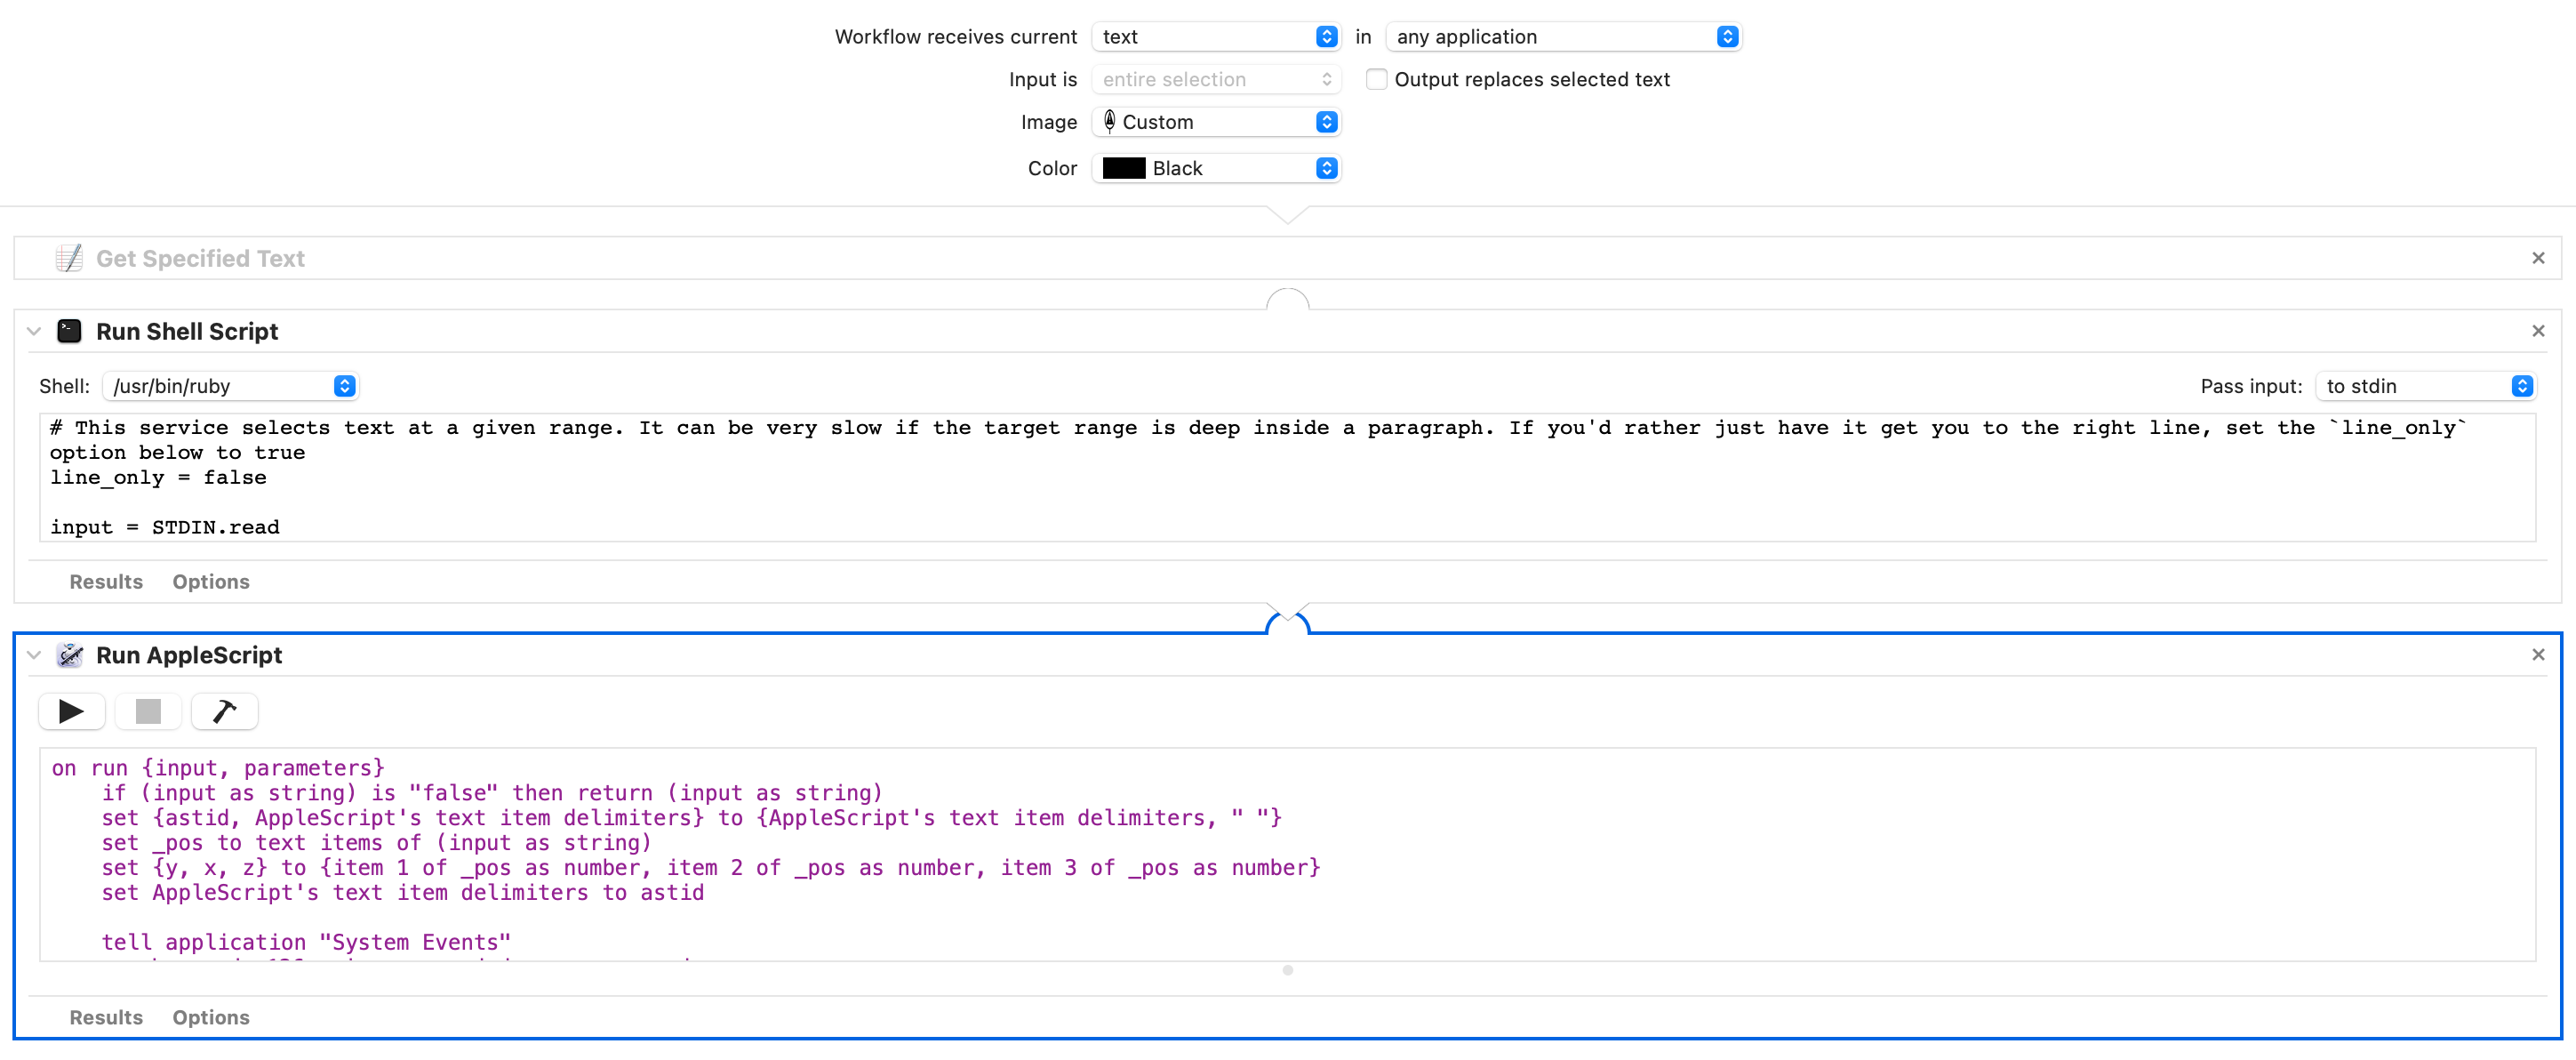 Workflow receives current text in any application
Input is entire selection Output replaces selected text
Image Custom
Color Black
Get Specified Text
Run Shell Script
Shell: /usr/bin/ruby Pass input: to stdin
# This service selects text at a given range. It can be very slow if the target range is deep inside a paragraph. If you'd rather just have it get you to the right line, set the `line_only`
option below to true
line_only = false
input = STDIN.read
Results Options
Run AppleScript
on run {input, parameters}
if (input as string) is "false" then return (input as string)
set {astid, AppleScript's text item delimiters} to {AppleScript's text item delimiters, " "}
set _pos to text items of (input as string)
set {y, x, z} to {item 1 of _pos as number, item 2 of _pos as number, item 3 of _pos as number}
set AppleScript's text item delimiters to astid
tell application "System Events"
Results Options